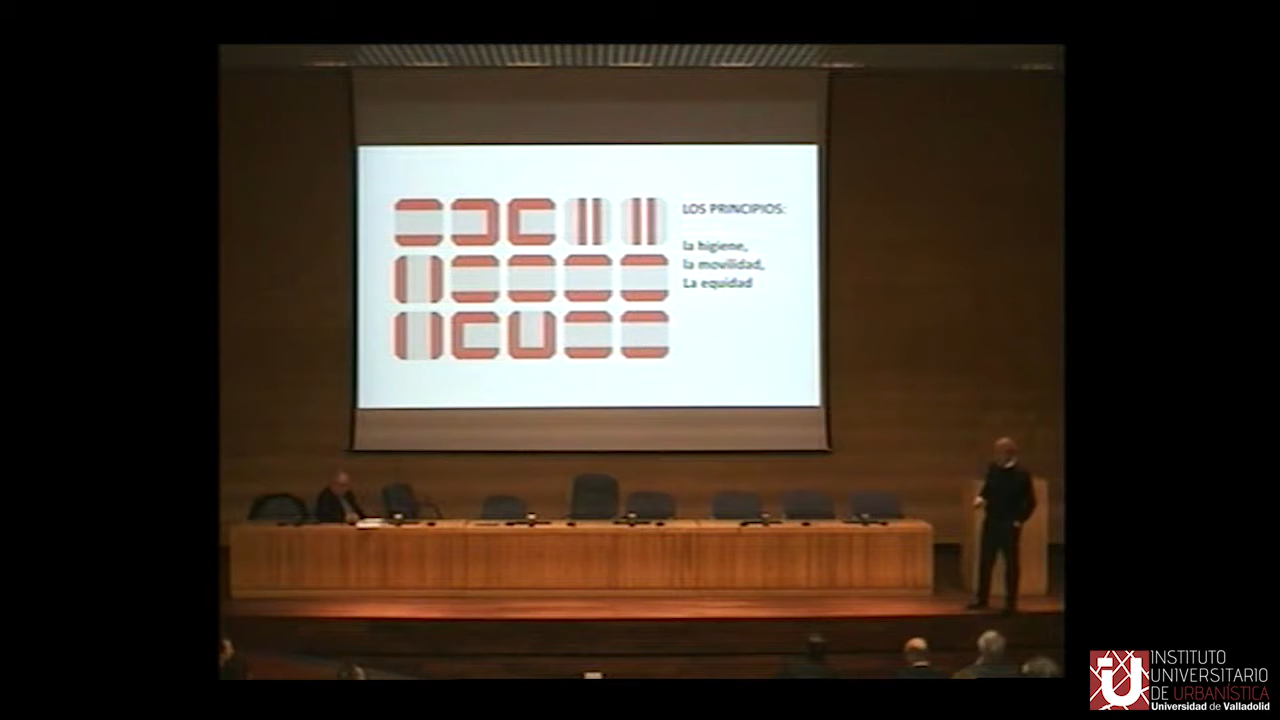 LOS PRINCIPIOS:
la higiene,
la movilidad,
La equidad
INSTITUTO
UNIVERSITARIO
DE URBANÍSTICA
Universidad de Valladolid